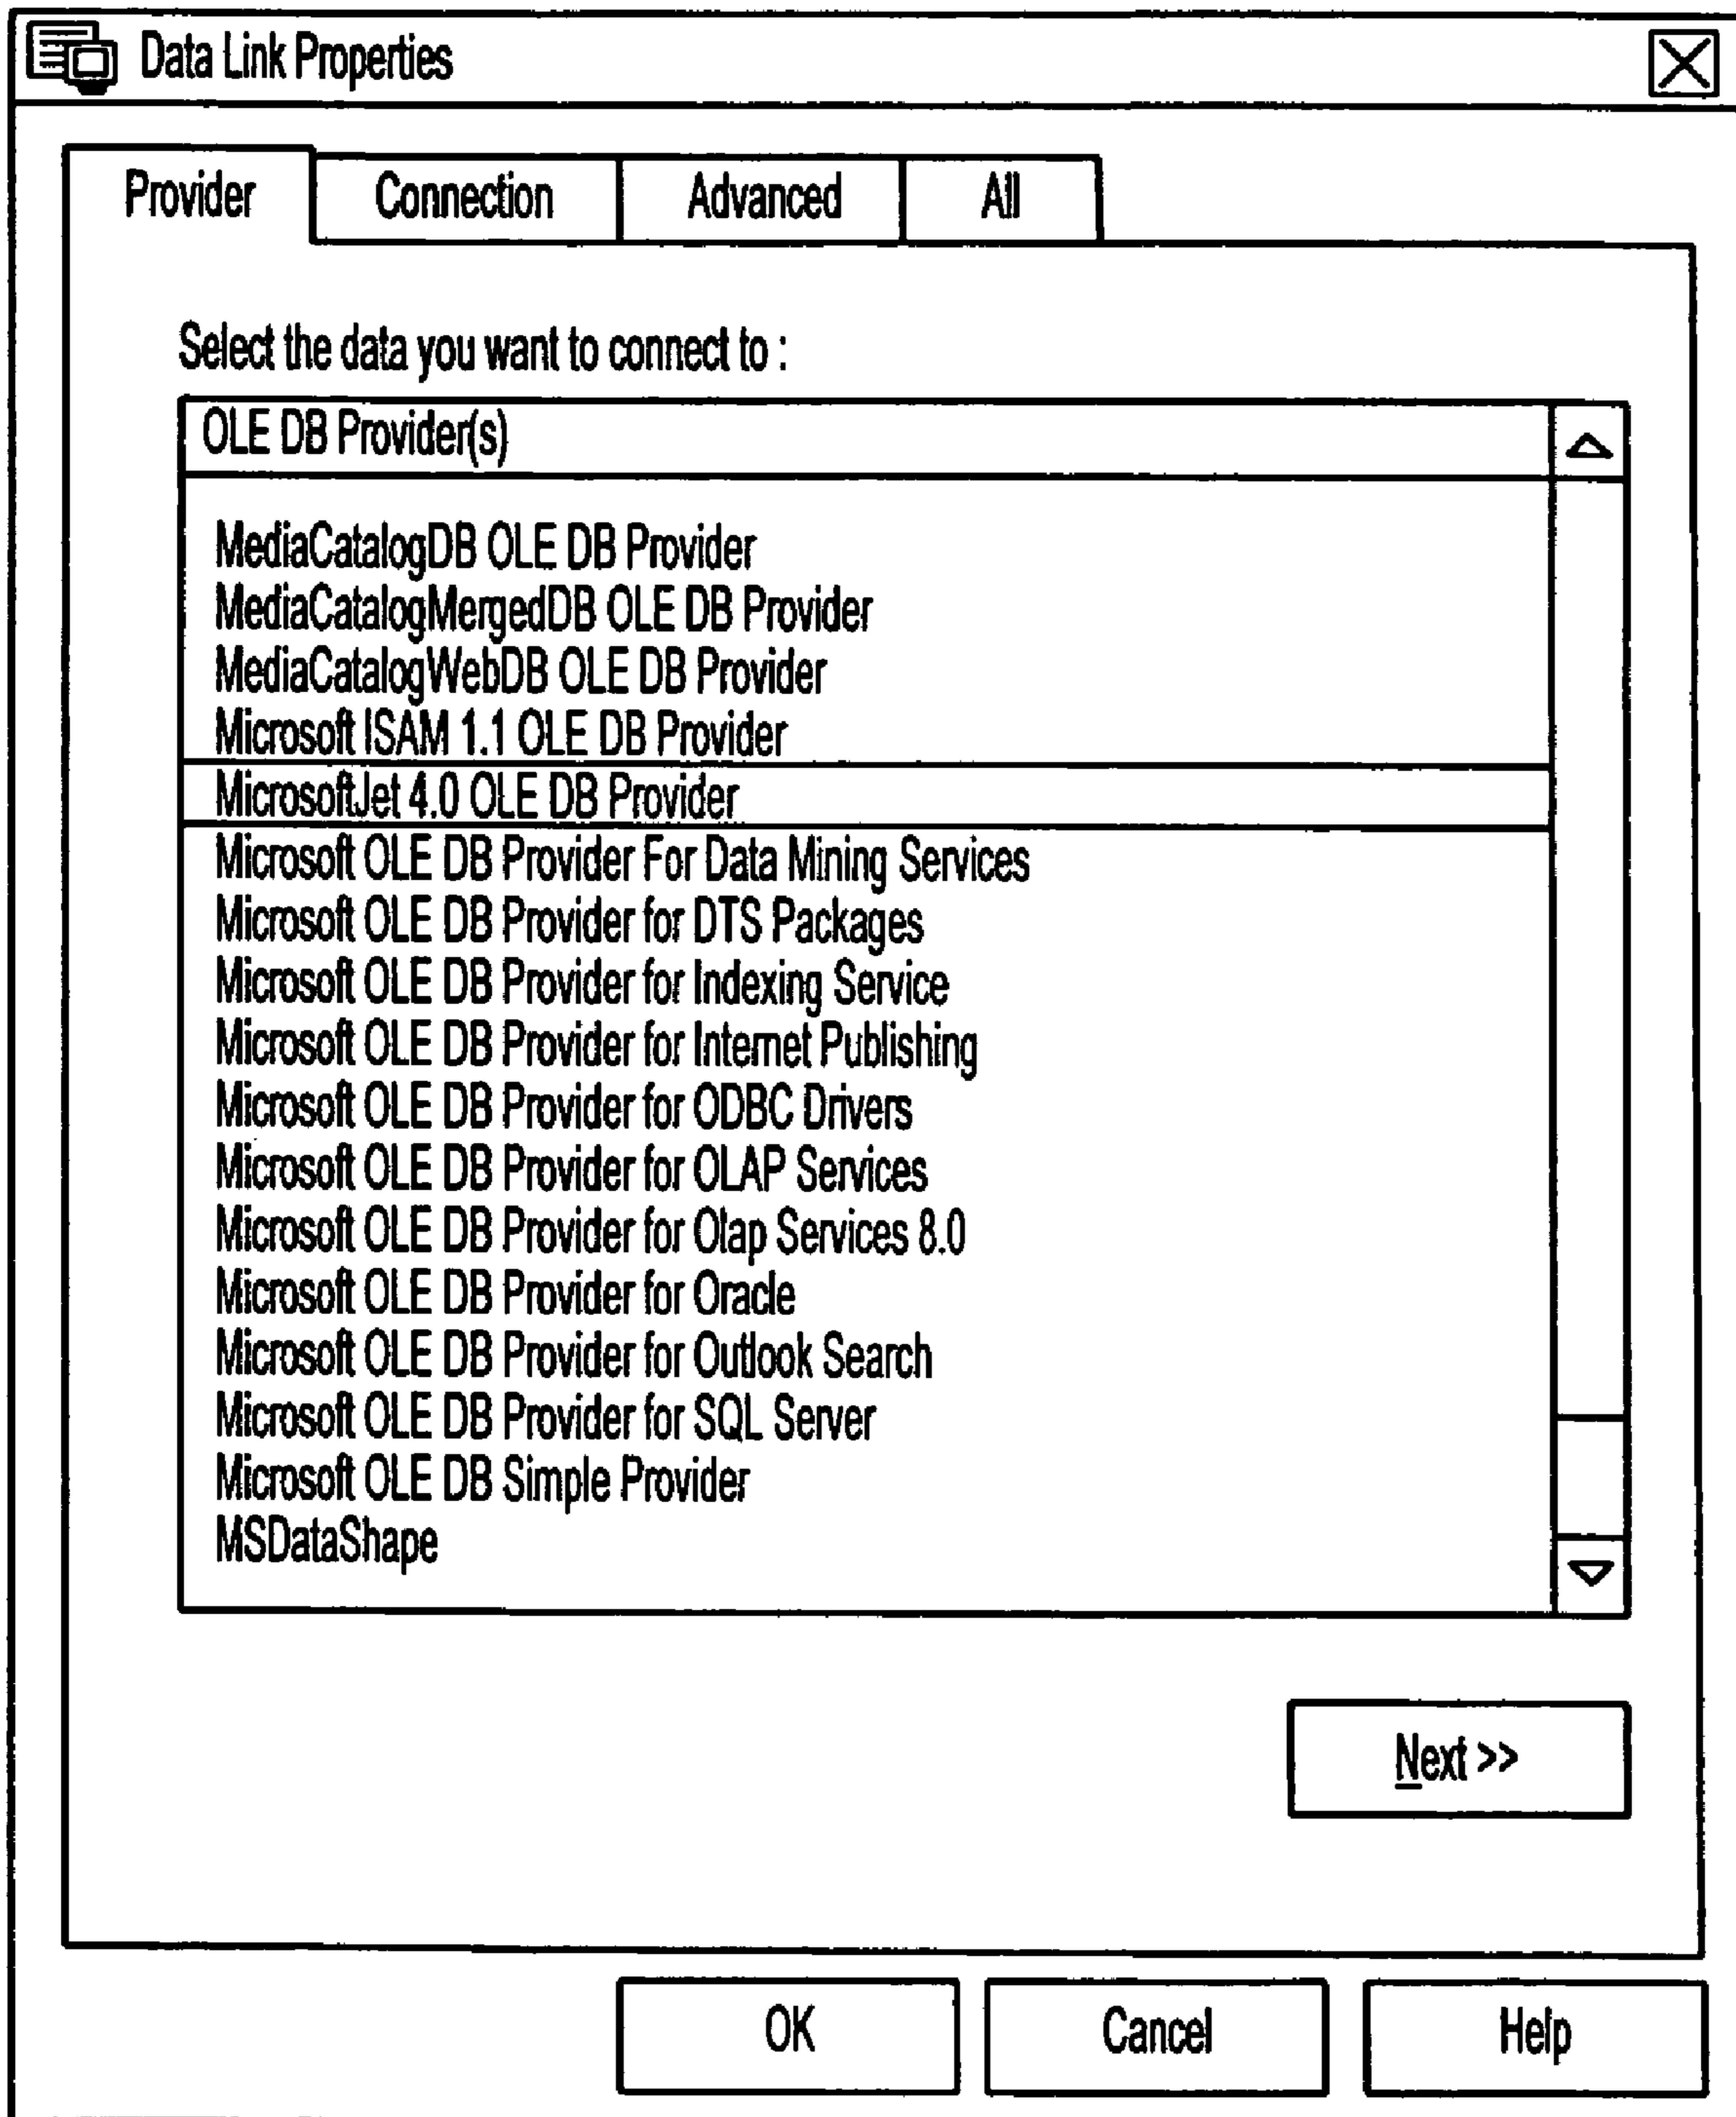 Data Link Properties
Provider Connection Advanced All
Select the data you want to connect to :
OLE DB Provider(s)
MediaCatalogDB OLE DB Provider
MediaCatalogMergedDB OLE DB Provider
MediaCatalogWebDB OLE DB Provider
Microsoft ISAM 1.1 OLE DB Provider
MicrosoftJet 4.0 OLE DB Provider
Microsoft OLE DB Provider For Data Mining Services
Microsoft OLE DB Provider for DTS Packages
Microsoft OLE DB Provider for Indexing Service
Microsoft OLE DB Provider for Internet Publishing
Microsoft OLE DB Provider for ODBC Drivers
Microsoft OLE DB Provider for OLAP Services
Microsoft OLE DB Provider for Olap Services 8.0
Microsoft OLE DB Provider for Oracle
Microsoft OLE DB Provider for Outlook Search
Microsoft OLE DB Provider for SQL Server
Microsoft OLE DB Simple Provider
MSDataShape
Next >>
OK Cancel Help